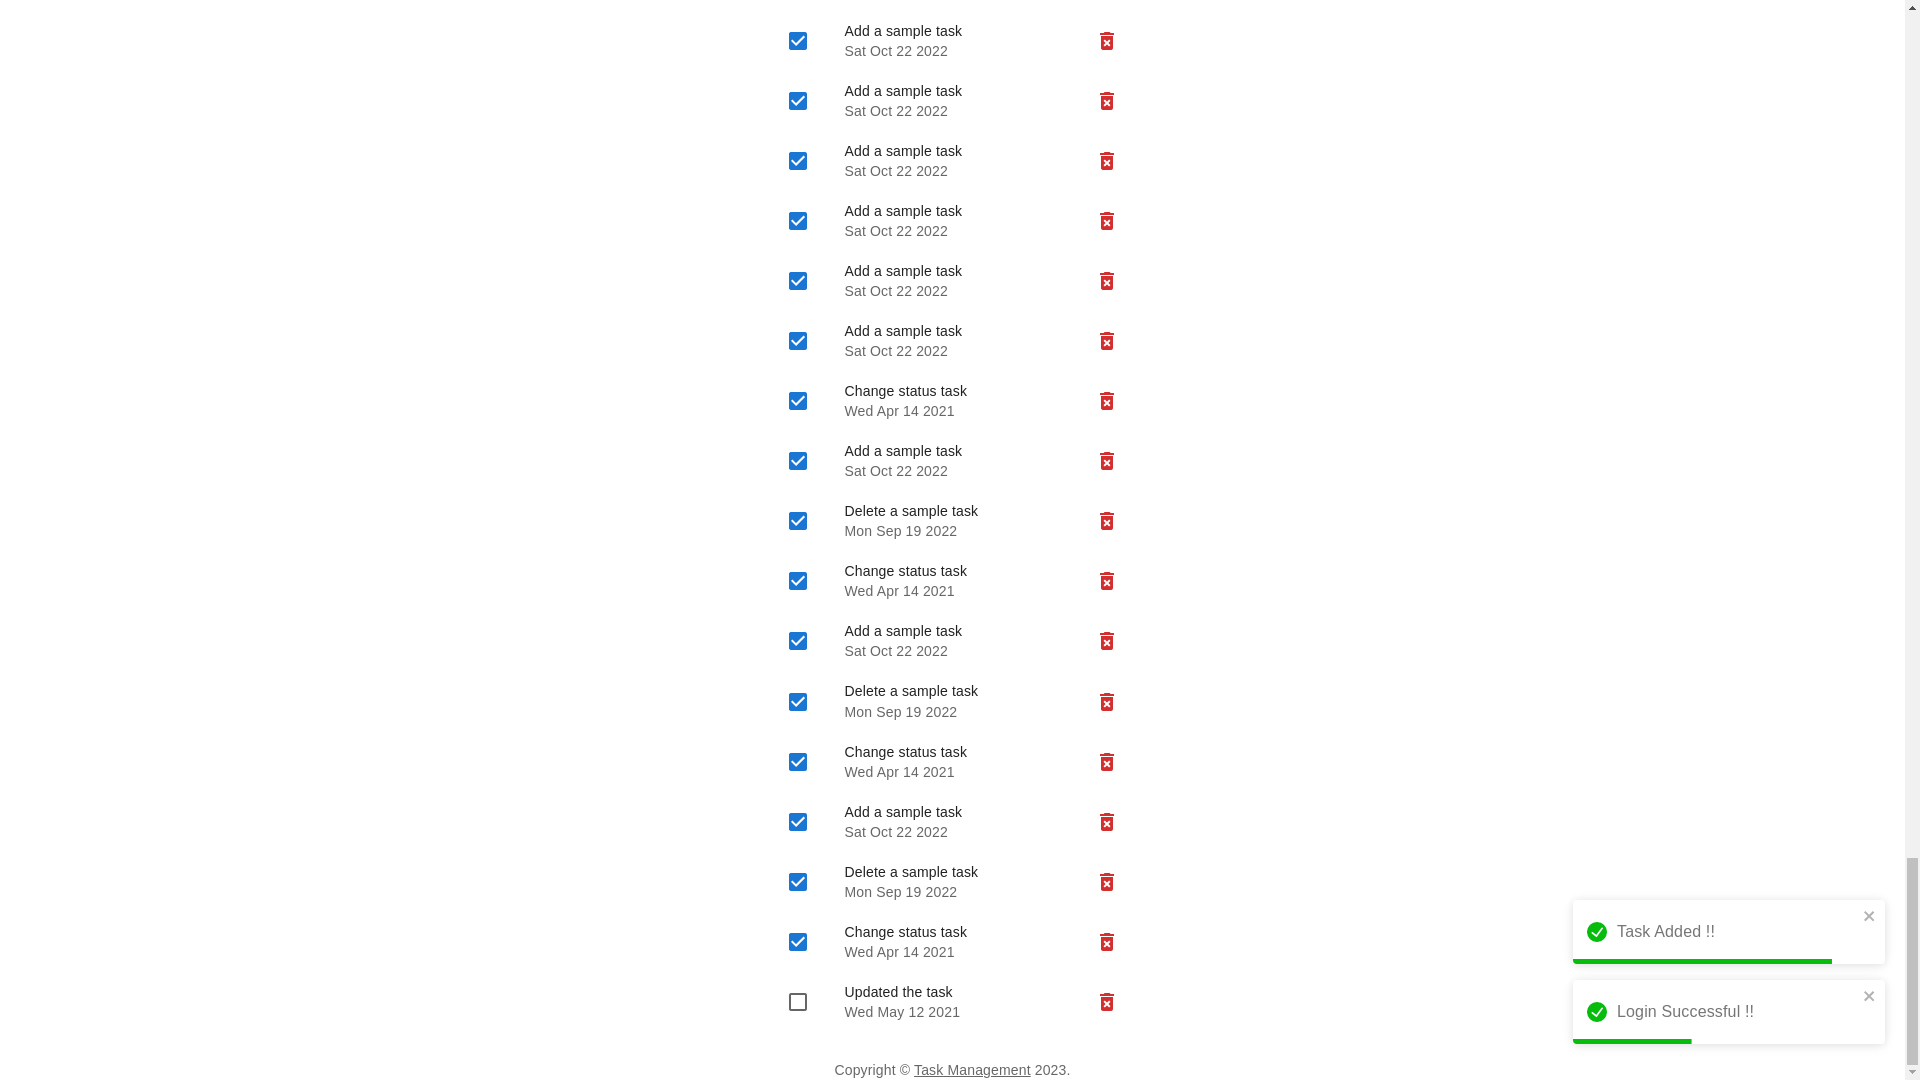 Add a sample task
Sat Oct 22 2022
Add a sample task
Sat Oct 22 2022
Add a sample task
Sat Oct 22 2022
Add a sample task
Sat Oct 22 2022
Add a sample task
Sat Oct 22 2022
Add a sample task
Sat Oct 22 2022
Change status task
Wed Apr 14 2021
Add a sample task
Sat Oct 22 2022
Delete a sample task
Mon Sep 19 2022
Change status task
Wed Apr 14 2021
Add a sample task
Sat Oct 22 2022
Delete a sample task
Mon Sep 19 2022
Change status task
Wed Apr 14 2021
Add a sample task
Sat Oct 22 2022
Delete a sample task
Mon Sep 19 2022
Change status task
Wed Apr 14 2021
Updated the task
Wed May 12 2021
Copyright © Task Management 2023.
Task Added !!
Login Successful !!